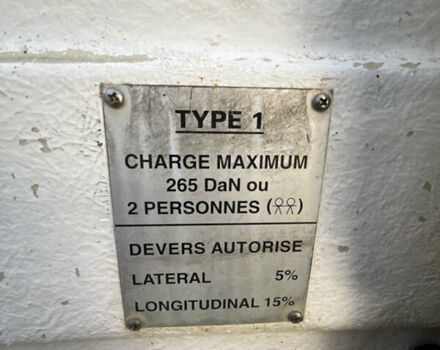 TYPE 1
CHARGE MAXIMUM
265 DaN ou
2 PERSONNES ( )
DEVERS AUTORISE
LATERAL 5%
LONGITUDINAL 15%